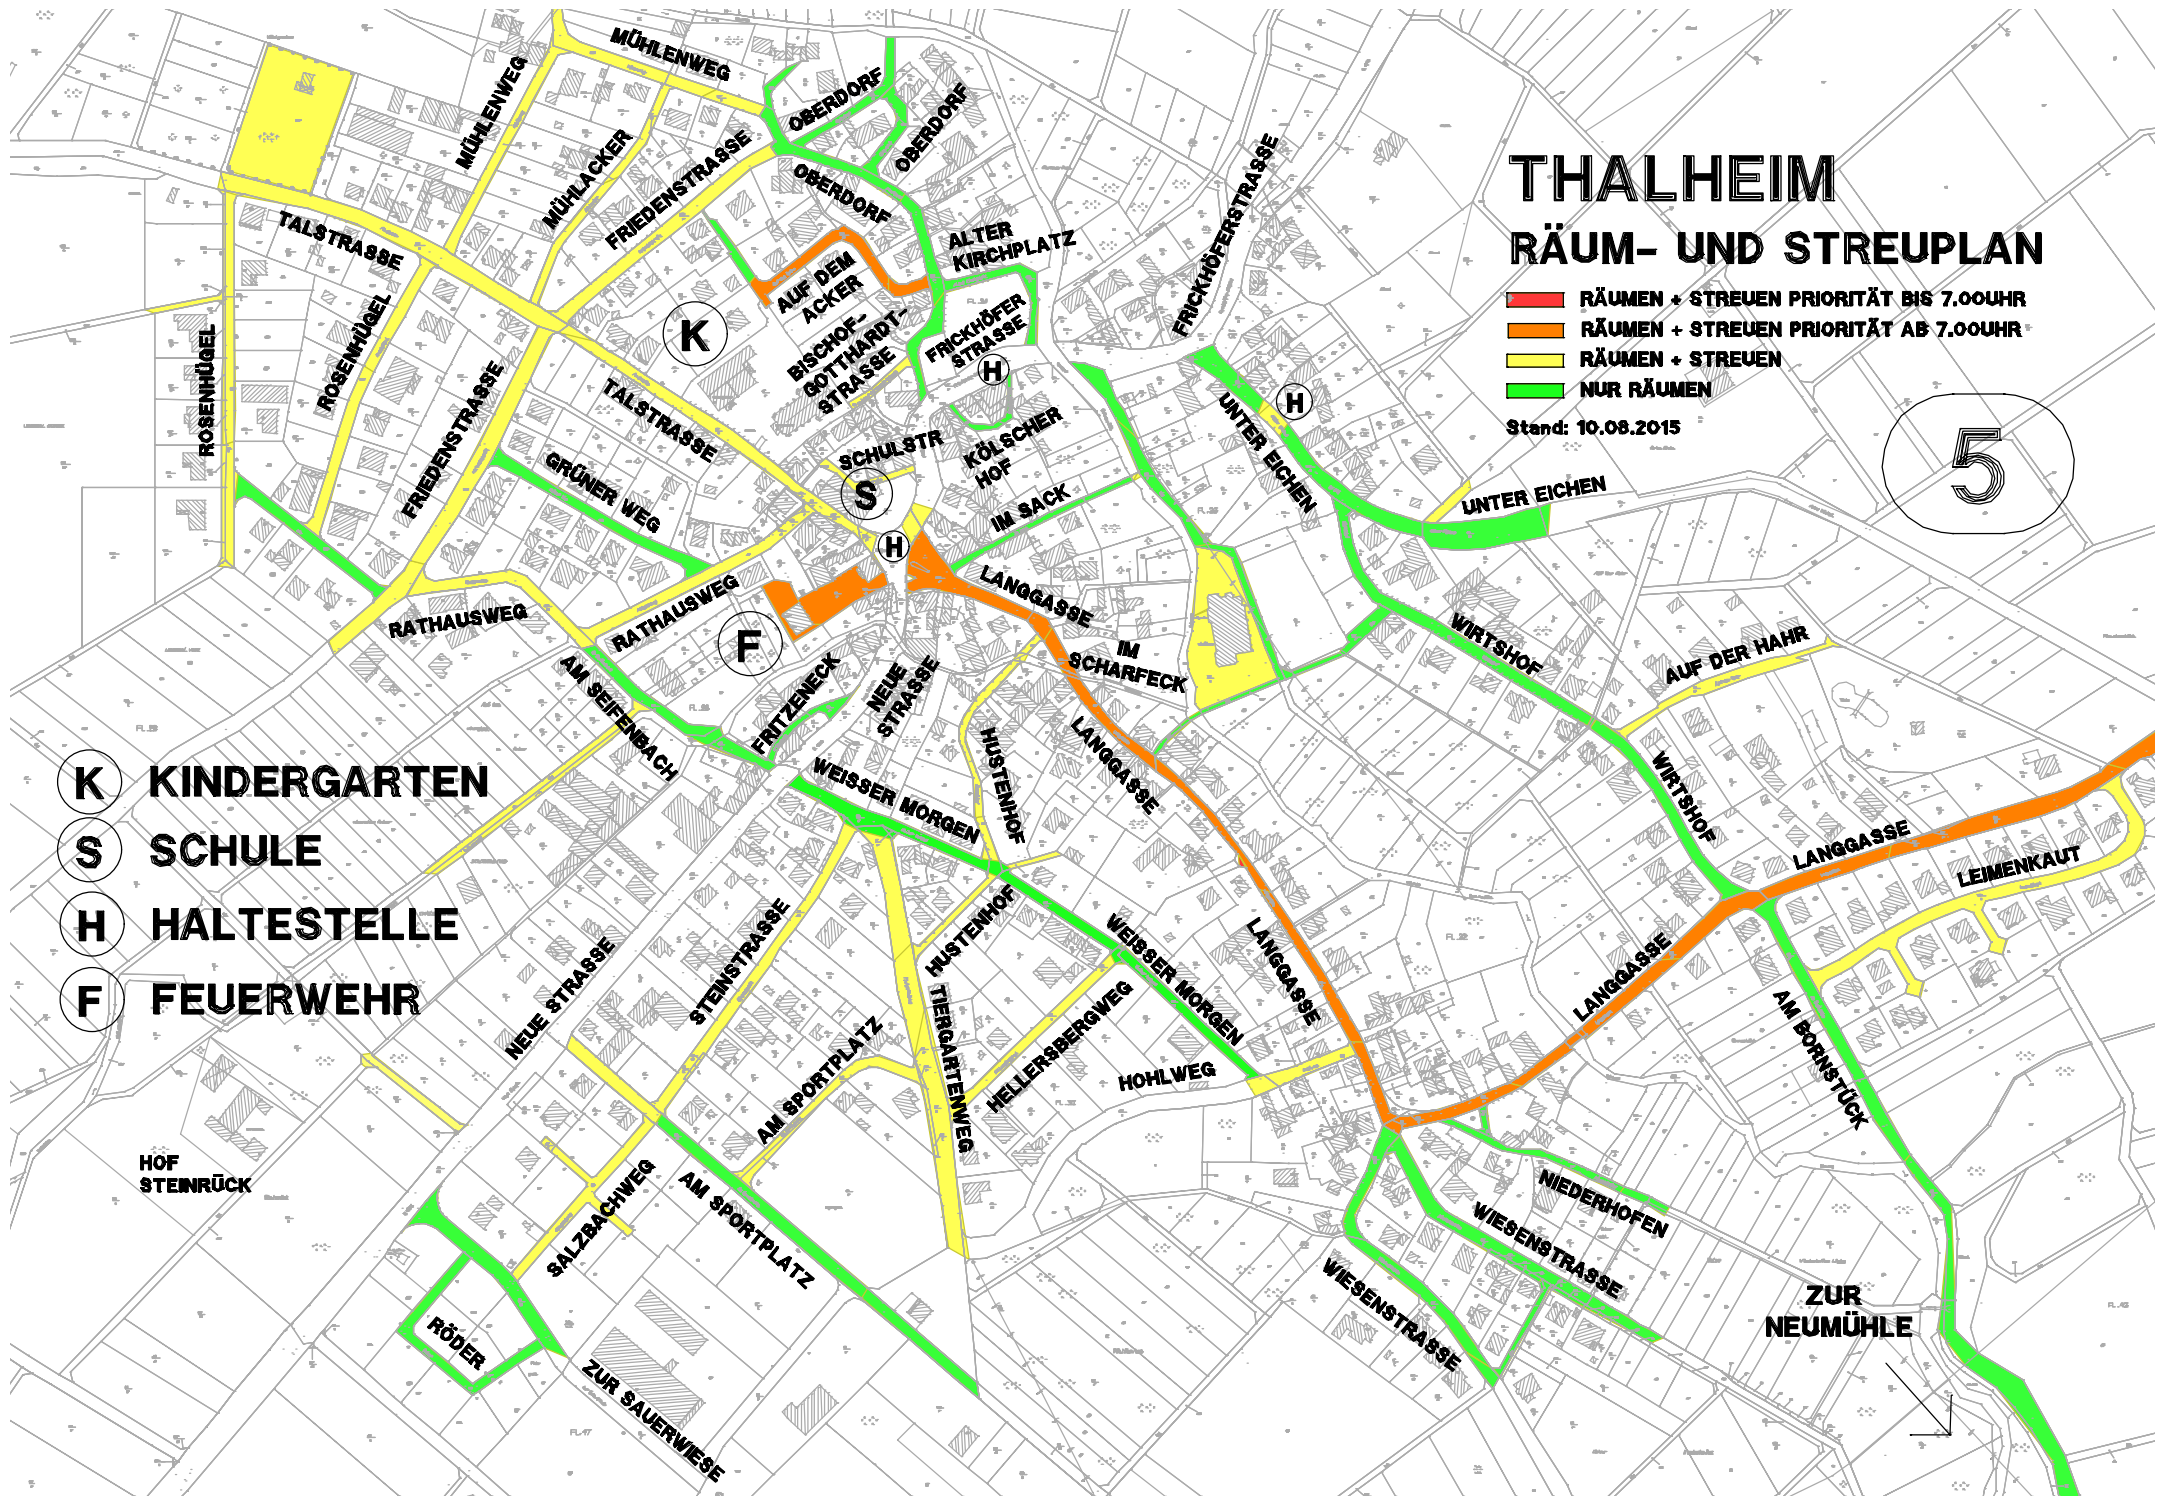 MÜHLENWEG
MÜHLENWEG
OBERDORF
OBERDORF
MÜHLACKER
FRIEDENSTRASSE
OBERDORF
TALSTRASSE
ALTER
KIRCHPLATZ
FRICKHÖFERSTRASSE
THALHEIM
RÄUM- UND STREUPLAN
RÄUMEN + STREUEN PRIORITÄT BIS 7.00UHR
RÄUMEN + STREUEN PRIORITÄT AB 7.00UHR
RÄUMEN + STREUEN
NUR RÄUMEN
Stand: 10.08.2015
5
ROSENHÜGEL
ROSENHÜGEL
K
AUF DEM
ACKER
BISCHOF-
GOTTHARDT-
STRASSE
FRICKHÖFER
STRASSE
H
H
FRIEDENSTRASSE
TALSTRASSE
GRÜNER WEG
SCHULSTR
S
KÖLSCHER
HOF
IM SACK
UNTER EICHEN
UNTER EICHEN
H
LANGGASSE
RATHAUSWEG
RATHAUSWEG
F
IM
SCHARFECK
WIRTSHOF
AUF DER HAHR
AM SEIFENBACH
FRITZENECK
NEUE
STRASSE
HUSTENHOF
LANGGASSE
WIRTSHOF
K KINDERGARTEN
S SCHULE
H HALTESTELLE
F FEUERWEHR
WEISSER MORGEN
LANGGASSE
LEIMENKAUT
STEINSTRASSE
HUSTENHOF
WEISSER MORGEN
LANGGASSE
LANGGASSE
NEUE STRASSE
AM SPORTPLATZ
TIERGARTENWEG
HELLERSBERGWEG
HOHLWEG
AM BORNSTÜCK
HOF
STEINRÜCK
SALZBACHWEG
AM SPORTPLATZ
NIEDERHOFEN
WIESENSTRASSE
WIESENSTRASSE
RÖDER
ZUR SAUERWIESE
ZUR
NEUMÜHLE